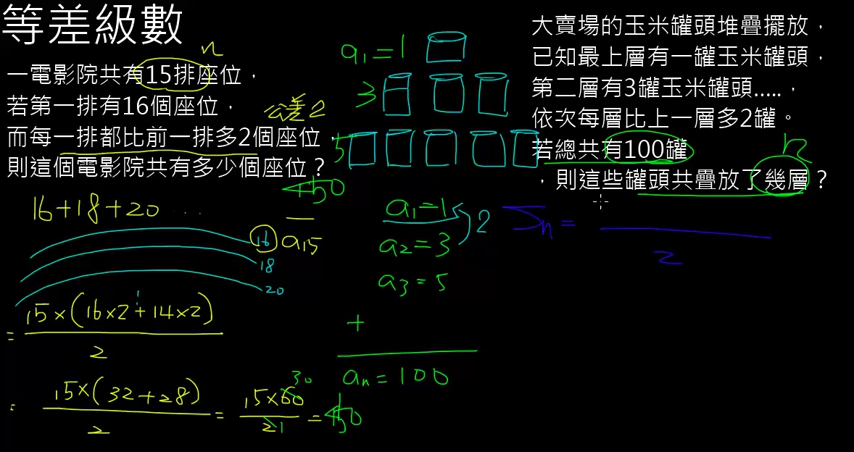 等差級數
n
一電影院共有15排座位，
若第一排有16個座位，
公差2
而每一排都比前一排多2個座位，
則這個電影院共有多少個座位？
450
16+18+20 ...
a15
16
18
20
= 15×(16×2+14×2)
2
= 15×(32+28)
2
= 15×60
30
2 1
= 450
a1=1
3
5
a1=1
2
a2=3
a3=5
+
an=100
大賣場的玉米罐頭堆疊擺放，
已知最上層有一罐玉米罐頭，
第二層有3罐玉米罐頭.....，
依次每層比上一層多2罐。
若總共有100罐
n
，則這些罐頭共疊放了幾層？
Sn =
2